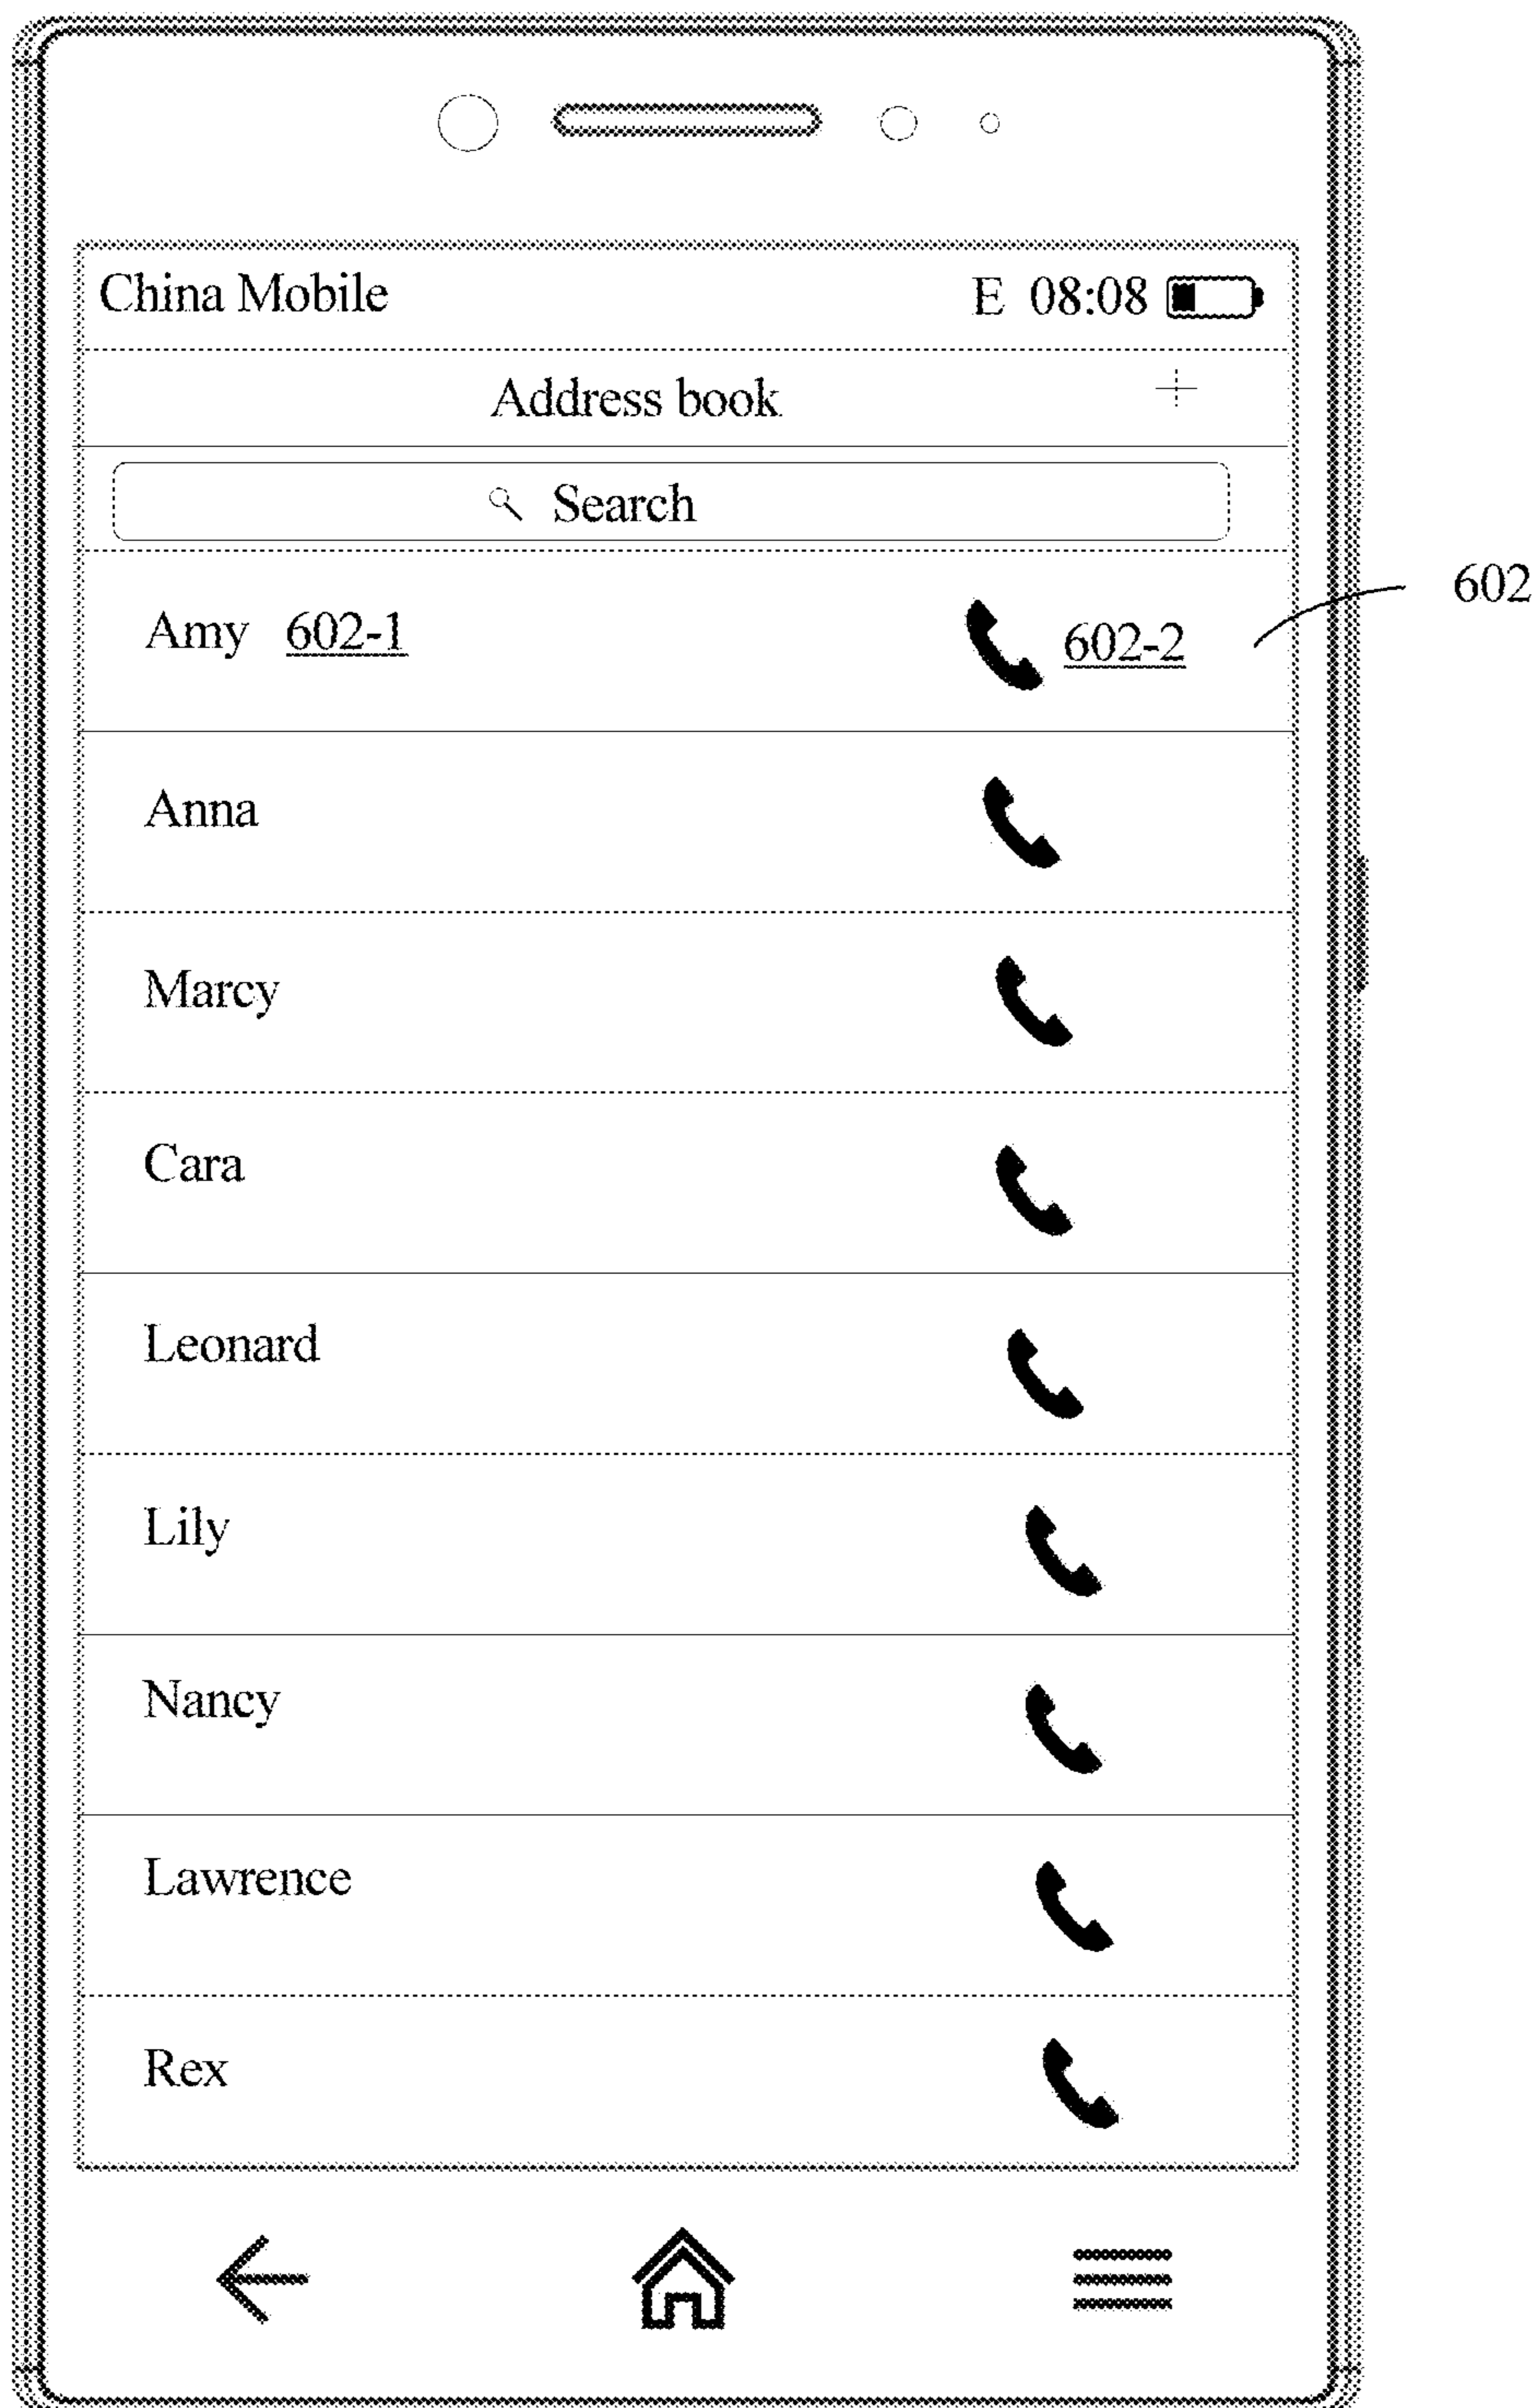 China Mobile E 08:08
Address book
Search
602
Amy 602-1 602-2
Anna
Marcy
Cara
Leonard
Lily
Nancy
Lawrence
Rex